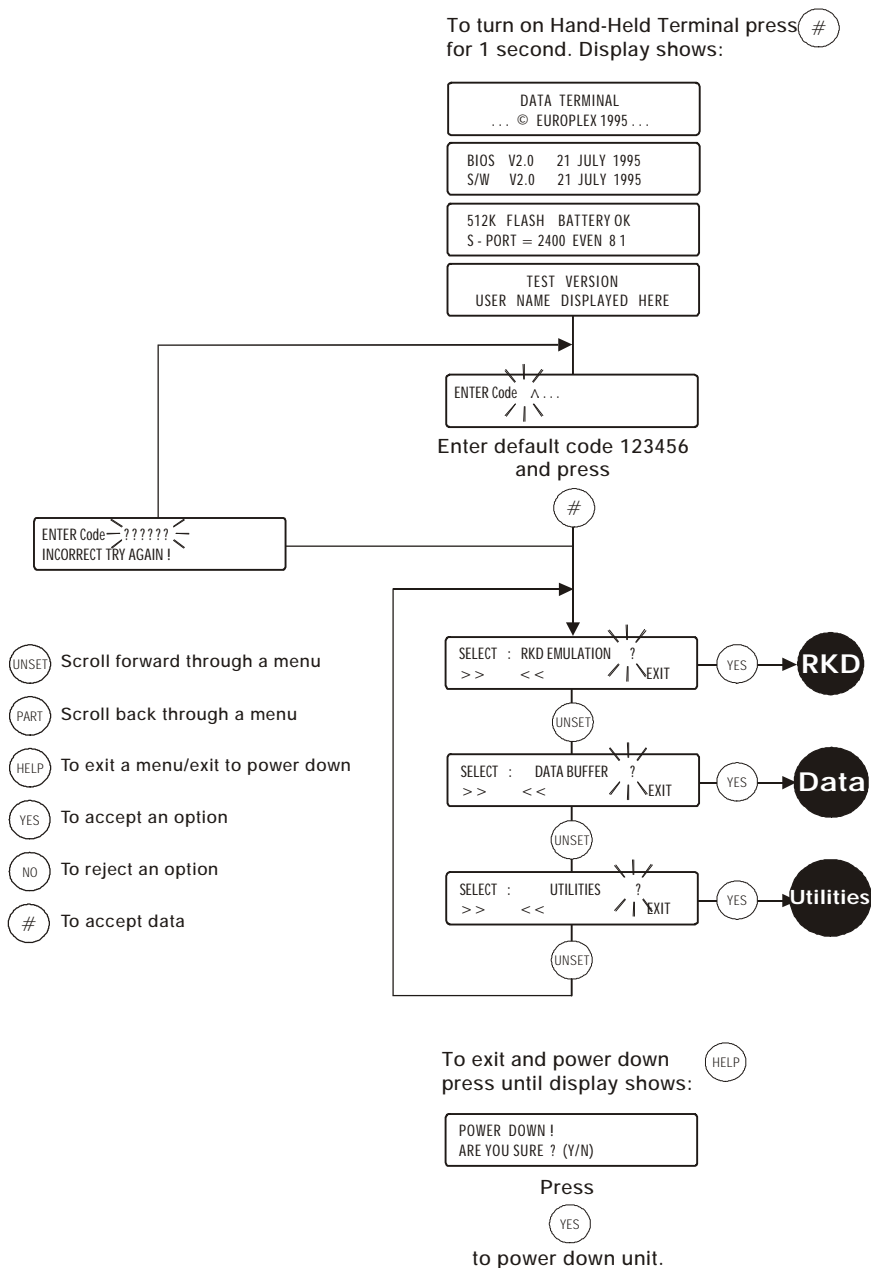 To turn on Hand-Held Terminal press #
for 1 second. Display shows:
DATA TERMINAL
. . . © EUROPLEX 1995 . . .
BIOS V2.0 21 JULY 1995
S/W V2.0 21 JULY 1995
512K FLASH BATTERY OK
S - PORT = 2400 EVEN 8 1
TEST VERSION
USER NAME DISPLAYED HERE
ENTER Code ^ . . .
Enter default code 123456
and press
#
ENTER Code ? ? ? ? ? ?
INCORRECT TRY AGAIN !
SELECT : RKD EMULATION ?
> > < < EXIT
YES
RKD
UNSET
SELECT : DATA BUFFER ?
> > < < EXIT
YES
Data
UNSET
SELECT : UTILITIES ?
> > < < EXIT
YES
Utilities
UNSET
UNSET Scroll forward through a menu
PART Scroll back through a menu
HELP To exit a menu/exit to power down
YES To accept an option
NO To reject an option
# To accept data
To exit and power down HELP
press until display shows:
POWER DOWN !
ARE YOU SURE ? (Y/N)
Press
YES
to power down unit.